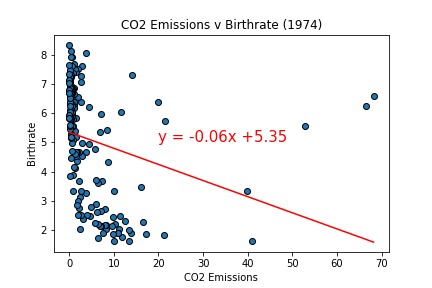 CO2 Emissions v Birthrate (1974)
Birthrate
8
7
6
5
4
3
2
y = -0.06x +5.35
0 10 20 30 40 50 60 70
CO2 Emissions